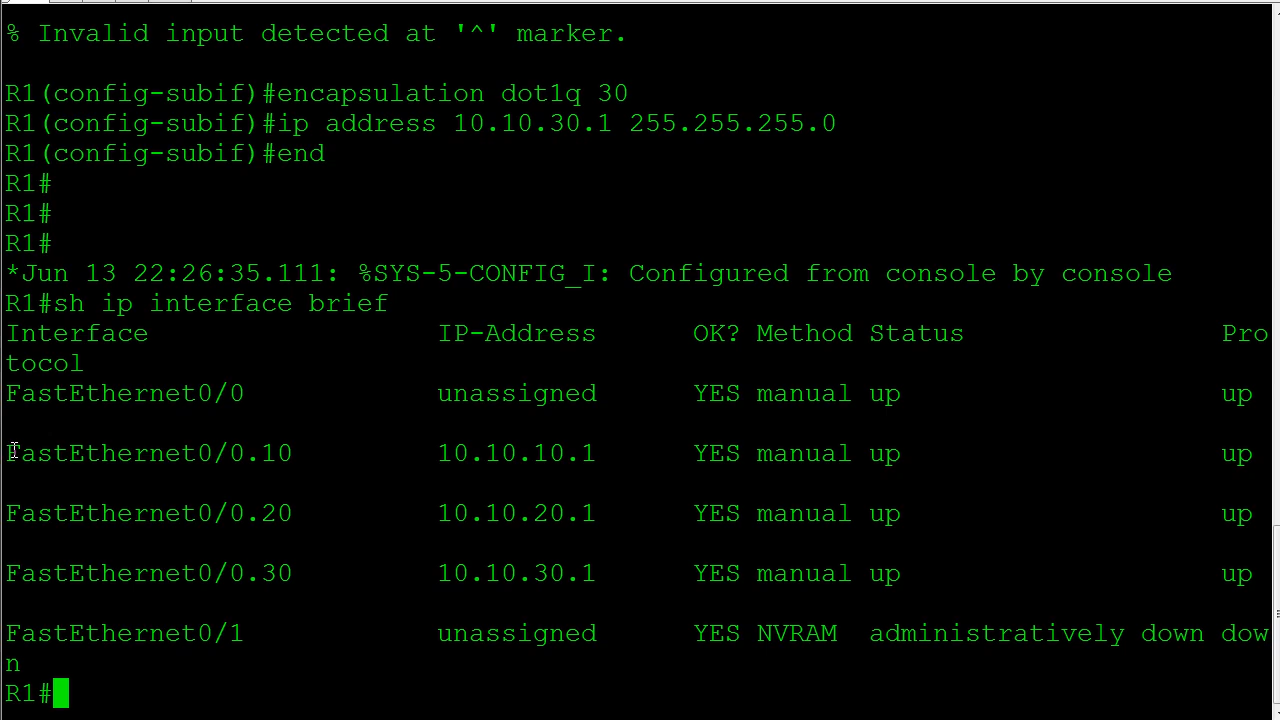 % Invalid input detected at '^' marker.
R1(config-subif)#encapsulation dot1q 30
R1(config-subif)#ip address 10.10.30.1 255.255.255.0
R1(config-subif)#end
R1#
R1#
R1#
*Jun 13 22:26:35.111: %SYS-5-CONFIG_I: Configured from console by console
R1#sh ip interface brief
Interface                  IP-Address      OK? Method Status                Pro
tocol
FastEthernet0/0            unassigned      YES manual up                    up
FastEthernet0/0.10         10.10.10.1      YES manual up                    up
FastEthernet0/0.20         10.10.20.1      YES manual up                    up
FastEthernet0/0.30         10.10.30.1      YES manual up                    up
FastEthernet0/1            unassigned      YES NVRAM  administratively down dow
n
R1#